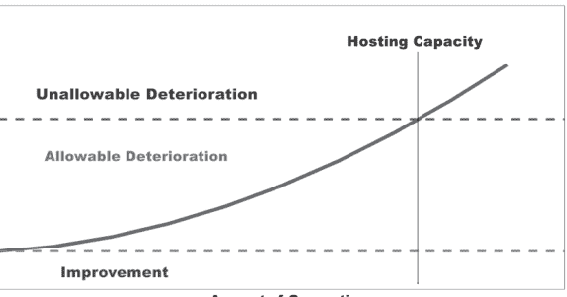 Hosting Capacity
Unallowable Deterioration
Allowable Deterioration
Improvement